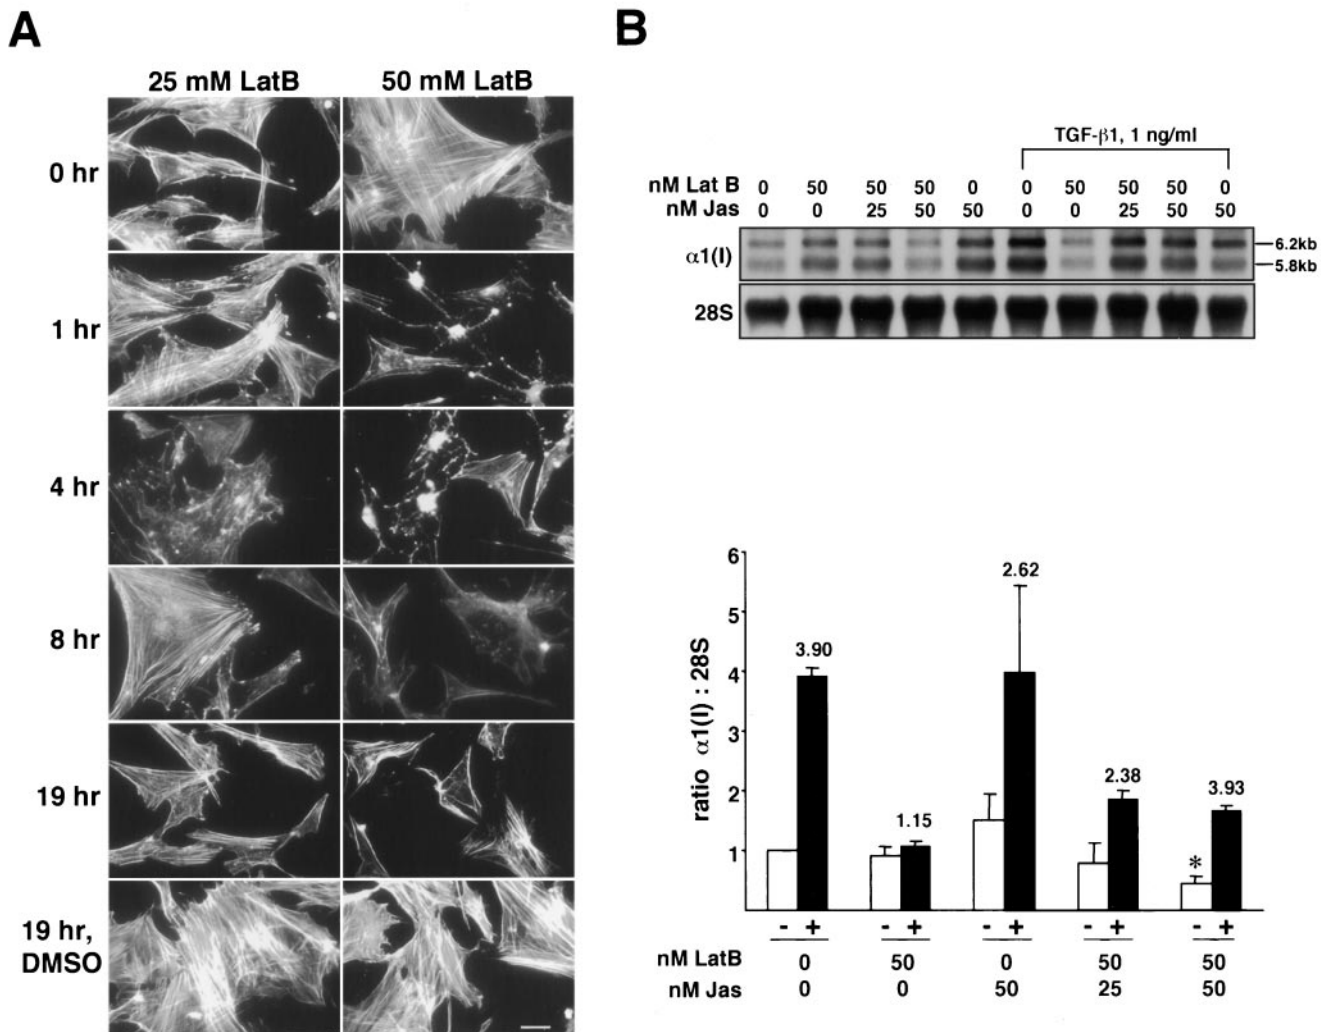 A
25 mM LatB 50 mM LatB
0 hr
1 hr
4 hr
8 hr
19 hr
19 hr,
DMSO
B
TGF-β1, 1 ng/ml
nM Lat B 0 50 50 50 0 0 50 50 50 0
nM Jas 0 0 25 50 50 0 0 25 50 50
α1(I)
6.2kb
5.8kb
28S
ratio α1(I) : 28S
6
5
4
3
2
1
3.90
1.15
2.62
2.38
3.93
*
- + - + - + - + - +
nM LatB 0 50 0 50 50
nM Jas 0 0 50 25 50